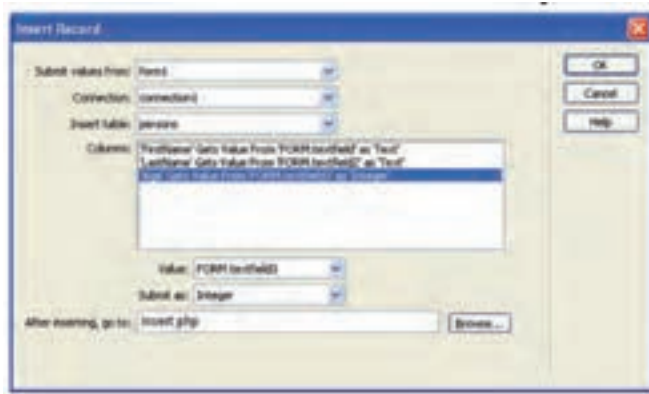 Insert Record
Submit values from: form1
OK
Connection: connection1
Cancel
Insert table: persons
Help
Columns: 'FirstName' Gets Value From 'FORM.textfield' as 'Text'
'LastName' Gets Value From 'FORM.textfield2' as 'Text'
'Age' Gets Value From 'FORM.textfield3' as 'Integer'
Value: FORM.textfield3
Submit as: Integer
After inserting, go to: insert.php
Browse...